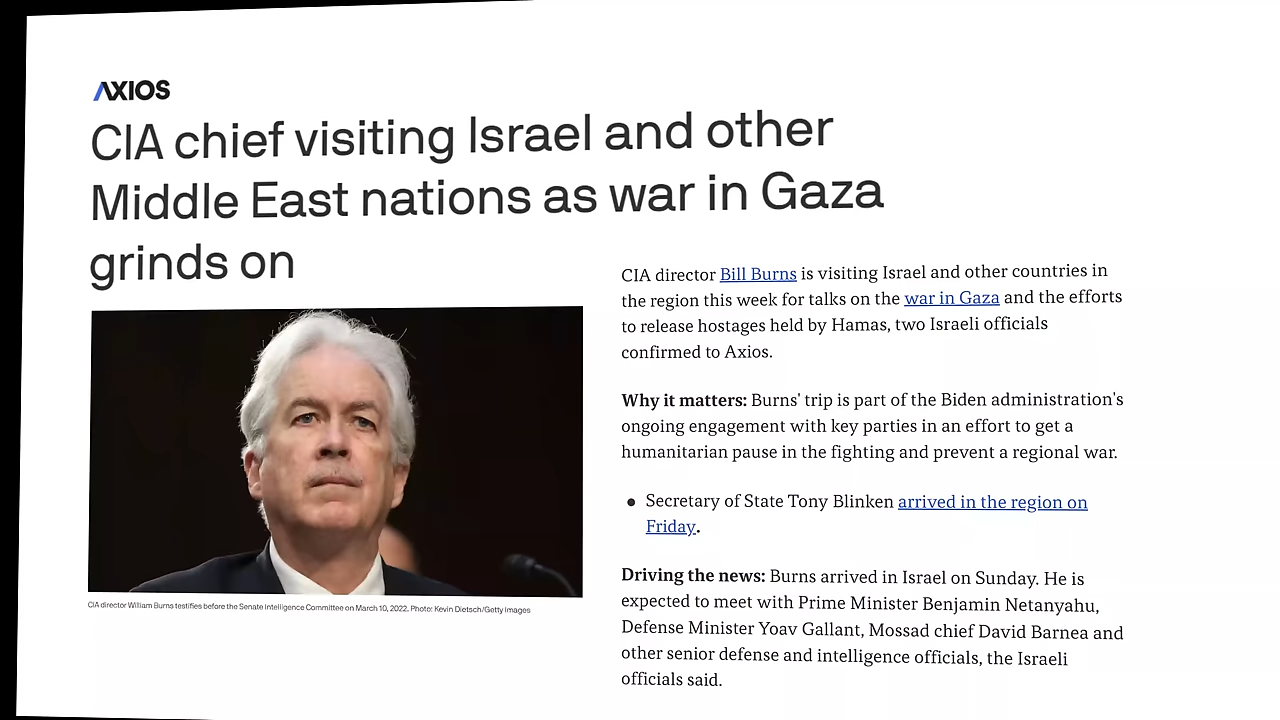 AXIOS
CIA chief visiting Israel and other
Middle East nations as war in Gaza
grinds on
CIA director William Burns testifies before the Senate Intelligence Committee on March 10, 2022. Photo: Kevin Dietsch/Getty Images
CIA director Bill Burns is visiting Israel and other countries in
the region this week for talks on the war in Gaza and the efforts
to release hostages held by Hamas, two Israeli officials
confirmed to Axios.
Why it matters: Burns' trip is part of the Biden administration's
ongoing engagement with key parties in an effort to get a
humanitarian pause in the fighting and prevent a regional war.
• Secretary of State Tony Blinken arrived in the region on
Friday.
Driving the news: Burns arrived in Israel on Sunday. He is
expected to meet with Prime Minister Benjamin Netanyahu,
Defense Minister Yoav Gallant, Mossad chief David Barnea and
other senior defense and intelligence officials, the Israeli
officials said.